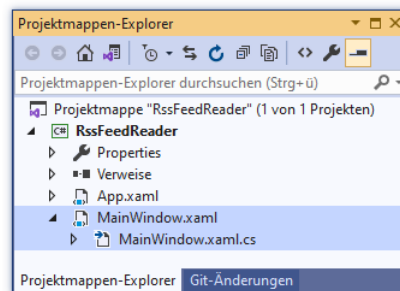 Projektmappen-Explorer
Projektmappen-Explorer durchsuchen (Strg+ü)
Projektmappe "RssFeedReader" (1 von 1 Projekten)
C# RssFeedReader
Properties
Verweise
App.xaml
MainWindow.xaml
MainWindow.xaml.cs
Projektmappen-Explorer Git-Änderungen